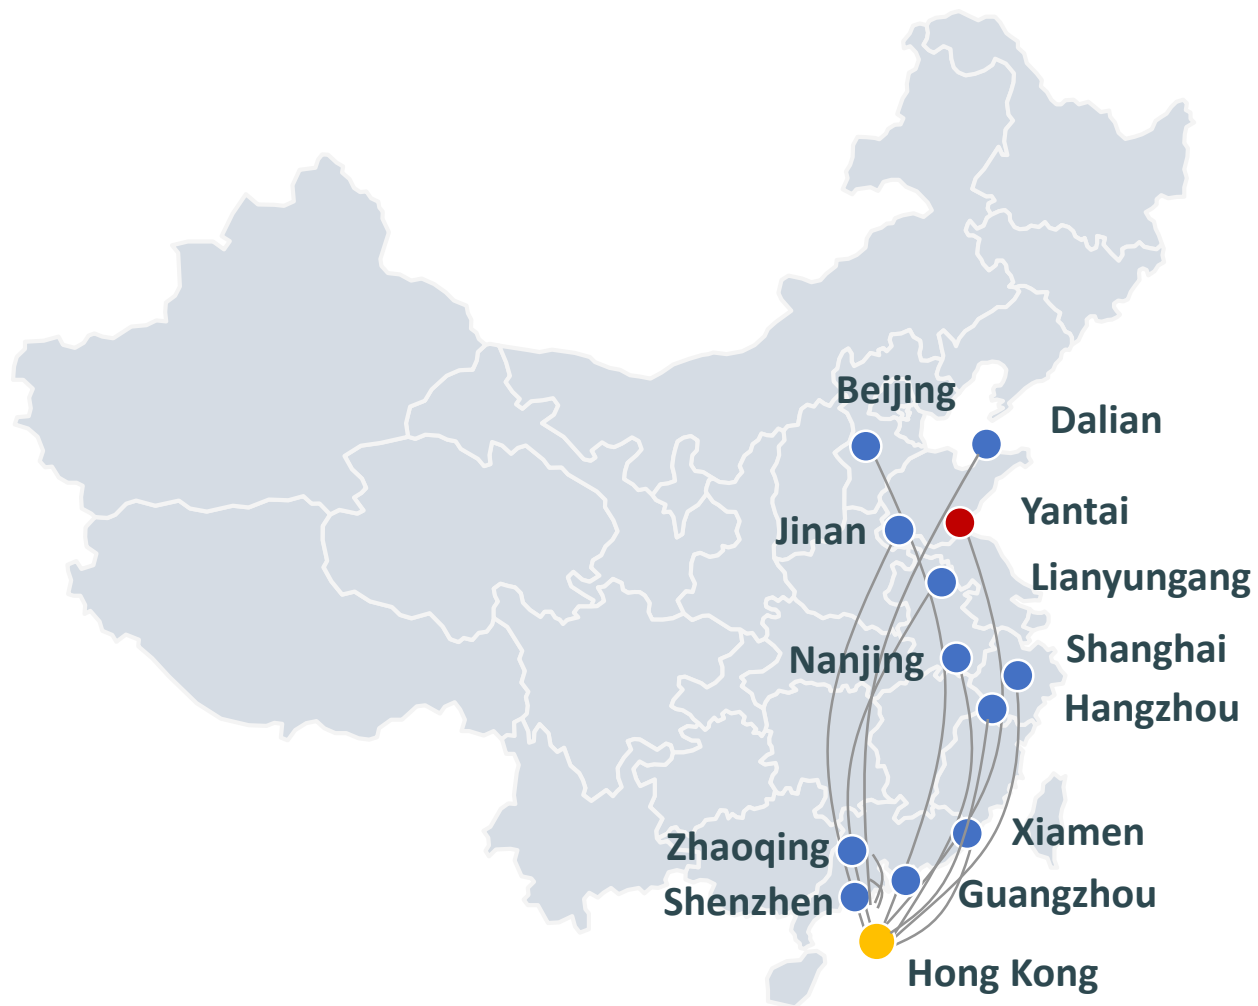 Beijing
Dalian
Yantai
Jinan
Lianyungang
Shanghai
Nanjing
Hangzhou
Xiamen
Zhaoqing
Guangzhou
Shenzhen
Hong Kong